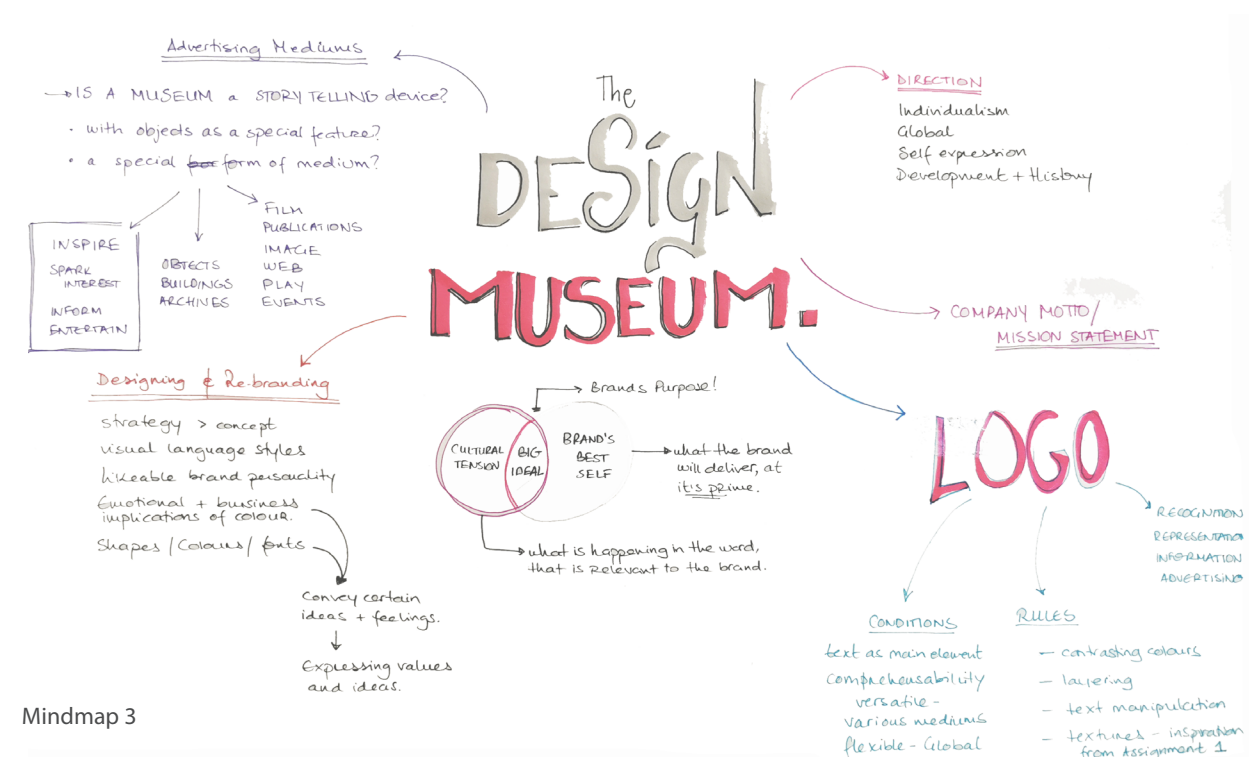 Advertising Mediums
IS A MUSEUM a STORY TELLING device?
• with objects as a special feature?
• a special form of medium?
INSPIRE
SPARK
INTEREST
INFORM
ENTERTAIN
OBJECTS
BUILDINGS
ARCHIVES
FILM
PUBLICATIONS
IMAGE
WEB
PLAY
EVENTS
The
DESIGN
MUSEUM.
DIRECTION
Individualism
Global
Self expression
Development + History
COMPANY MOTTO/
MISSION STATEMENT
Designing & Re-branding
strategy > concept
visual language styles
Likeable brand personality
Emotional + bussiness
implications of colour.
Shapes / Colours / fonts
Convey certain
ideas + feelings.
Expressing values
and ideas.
Brands Purpose!
CULTURAL
TENSION
BIG
IDEAL
BRAND'S
BEST
SELF
what the brand
will deliver, at
it's prime.
what is happening in the word,
that is relevant to the brand.
LOGO
RECOGNITION
REPRESENTATION
INFORMATION
ADVERTISING
CONDITIONS
text as main element
comprehensability
versatile -
various mediums
flexible - Global
RULES
- contrasting colours
- layering
- text manipulation
- textures - inspiration
from Assignment 1
Mindmap 3